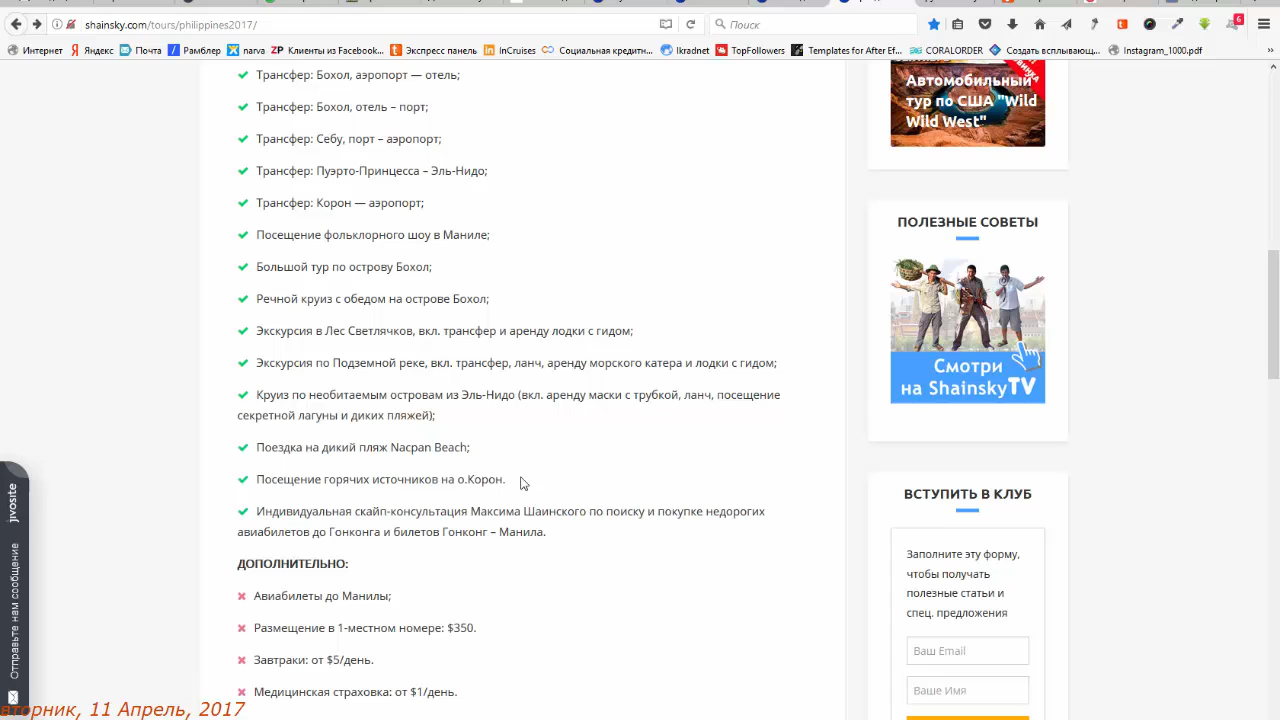 shainsky.com/tours/philippines2017/
Поиск
6
Интернет
Яндекс
Почта
Рамблер
narva
Клиенты из Facebook...
Экспресс панель
InCruises
Социальная кредитн...
Ikradnet
TopFollowers
Templates for After Ef...
CORALORDER
Создать всплывающ...
Instagram_1000.pdf
Трансфер: Бохол, аэропорт — отель;
Трансфер: Бохол, отель – порт;
Трансфер: Себу, порт – аэропорт;
Трансфер: Пуэрто-Принцесса – Эль-Нидо;
Трансфер: Корон — аэропорт;
Посещение фольклорного шоу в Маниле;
Большой тур по острову Бохол;
Речной круиз с обедом на острове Бохол;
Экскурсия в Лес Светлячков, вкл. трансфер и аренду лодки с гидом;
Экскурсия по Подземной реке, вкл. трансфер, ланч, аренду морского катера и лодки с гидом;
Круиз по необитаемым островам из Эль-Нидо (вкл. аренду маски с трубкой, ланч, посещение
секретной лагуны и диких пляжей);
Поездка на дикий пляж Nacpan Beach;
Посещение горячих источников на о.Корон.
Индивидуальная скайп-консультация Максима Шаинского по поиску и покупке недорогих
авиабилетов до Гонконга и билетов Гонконг – Манила.
ДОПОЛНИТЕЛЬНО:
Авиабилеты до Манилы;
Размещение в 1-местном номере: $350.
Завтраки: от $5/день.
Медицинская страховка: от $1/день.
Автомобильный
тур по США "Wild
Wild West"
ПОЛЕЗНЫЕ СОВЕТЫ
Смотри
на ShainskyTV
ВСТУПИТЬ В КЛУБ
Заполните эту форму,
чтобы получать
полезные статьи и
спец. предложения
Ваш Email
Ваше Имя
jivosite
Отправьте нам сообщение
вторник, 11 Апрель, 2017